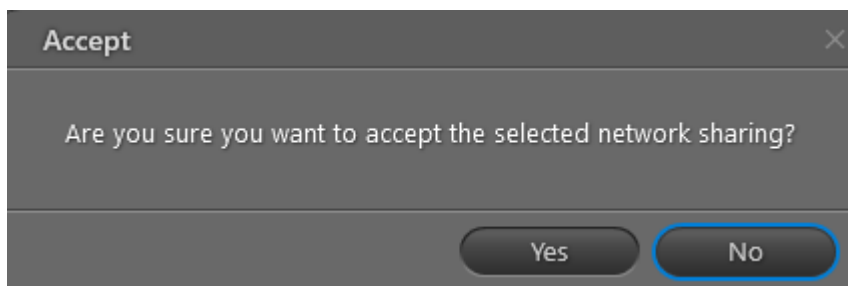 Accept
Are you sure you want to accept the selected network sharing?
Yes No